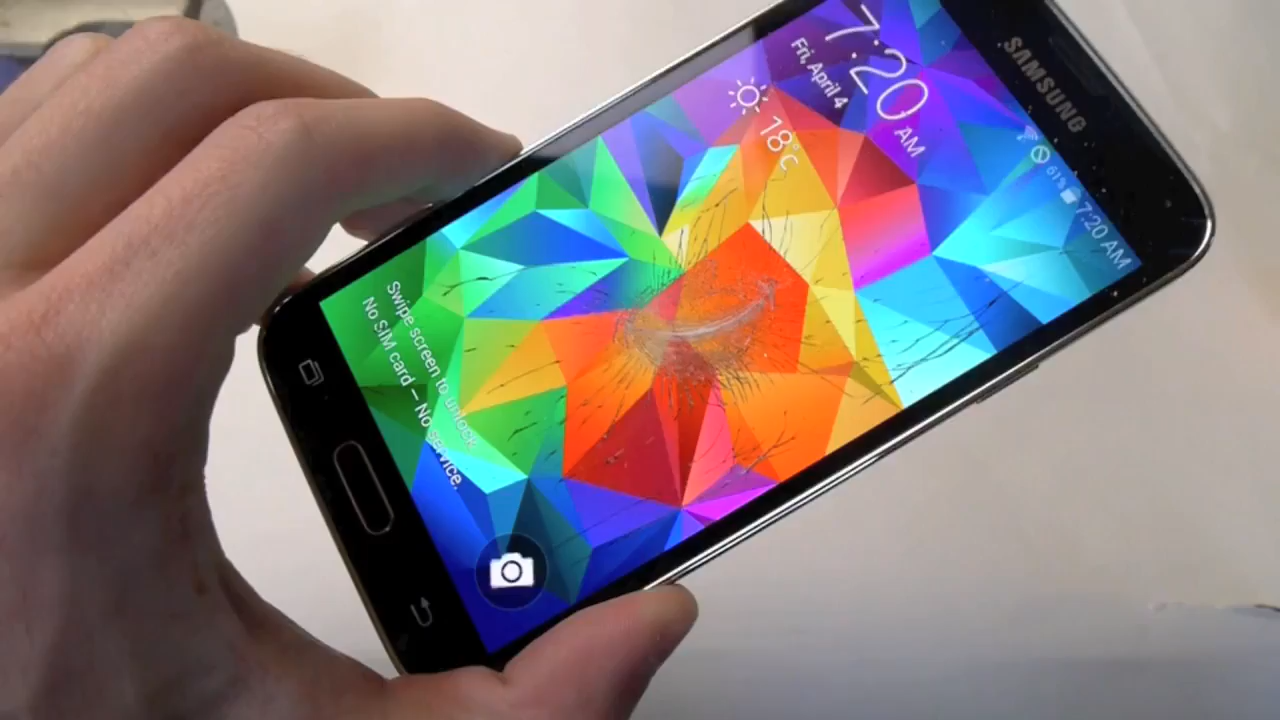 SAMSUNG
61% 7:20 AM
7:20 AM
Fri, April 4
18°C
Swipe screen to unlock
No SIM card – No service.